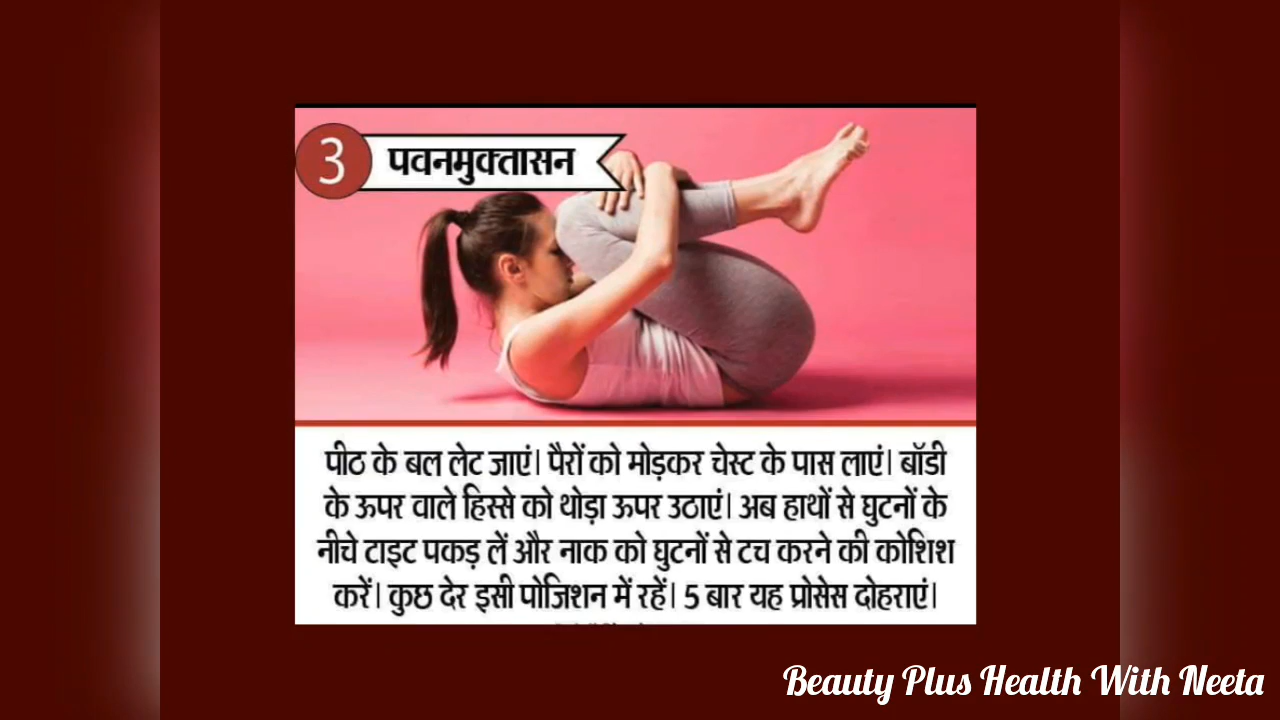 3 पवनमुक्तासन
पीठ के बल लेट जाएं। पैरों को मोड़कर चेस्ट के पास लाएं। बॉडी
के ऊपर वाले हिस्से को थोड़ा ऊपर उठाएं। अब हाथों से घुटनों के
नीचे टाइट पकड़ लें और नाक को घुटनों से टच करने की कोशिश
करें। कुछ देर इसी पोजिशन में रहें। 5 बार यह प्रोसेस दोहराएं।
Beauty Plus Health With Neeta